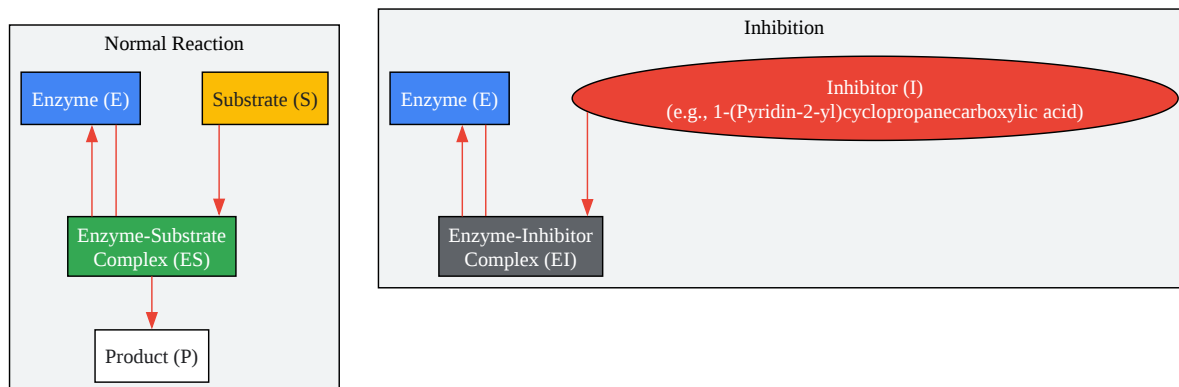 Normal Reaction
Enzyme (E)
Substrate (S)
Enzyme-Substrate
Complex (ES)
Product (P)
Inhibition
Enzyme (E)
Inhibitor (I)
(e.g., 1-(Pyridin-2-yl)cyclopropanecarboxylic acid)
Enzyme-Inhibitor
Complex (EI)